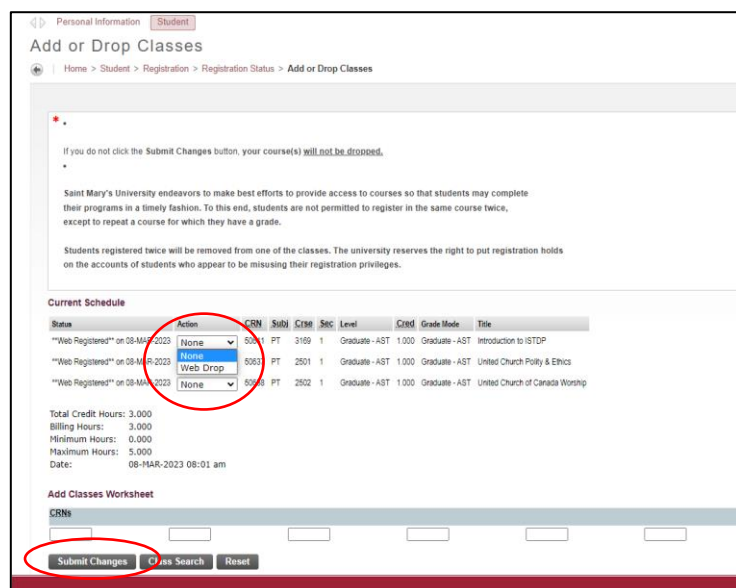 Personal Information Student
Add or Drop Classes
Home > Student > Registration > Registration Status > Add or Drop Classes
* •
If you do not click the Submit Changes button, your course(s) will not be dropped.
•
Saint Mary's University endeavors to make best efforts to provide access to courses so that students may complete
their programs in a timely fashion. To this end, students are not permitted to register in the same course twice,
except to repeat a course for which they have a grade.
Students registered twice will be removed from one of the classes. The university reserves the right to put registration holds
on the accounts of students who appear to be misusing their registration privileges.
Current Schedule
Status Action CRN Subj Crse Sec Level Cred Grade Mode Title
**Web Registered** on 08-MAR-2023 None PT 3169 1 Graduate - AST 1.000 Graduate - AST Introduction to ISTDP
None
**Web Registered** on 08-MAR-2023 PT 2501 1 Graduate - AST 1.000 Graduate - AST United Church Polity & Ethics
Web Drop
**Web Registered** on 08-MAR-2023 None PT 2502 1 Graduate - AST 1.000 Graduate - AST United Church of Canada Worship
Total Credit Hours: 3.000
Billing Hours: 3.000
Minimum Hours: 0.000
Maximum Hours: 5.000
Date: 08-MAR-2023 08:01 am
Add Classes Worksheet
CRNs
Submit Changes Class Search Reset